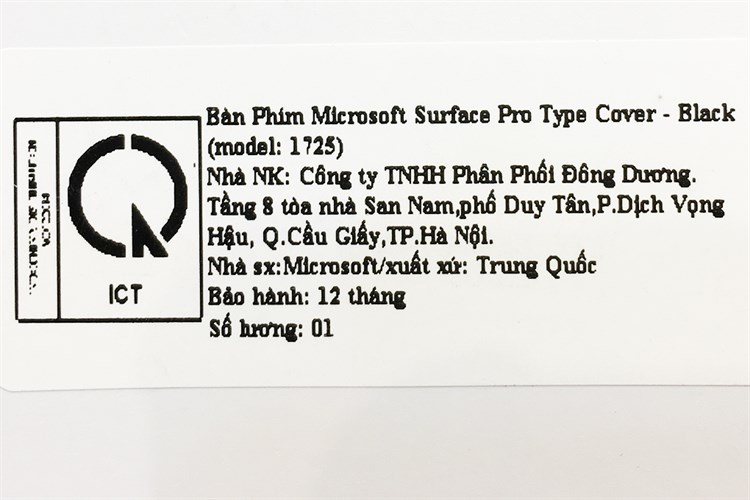 Bàn Phím Microsoft Surface Pro Type Cover - Black
(model: 1725)
Nhà NK: Công ty TNHH Phân Phối Đông Dương.
Tầng 8 tòa nhà San Nam,phố Duy Tân,P.Dịch Vọng
Hậu, Q.Cầu Giấy,TP.Hà Nội.
Nhà sx:Microsoft/xuất xứ: Trung Quốc
Bảo hành: 12 tháng
Số lương: 01
ICT